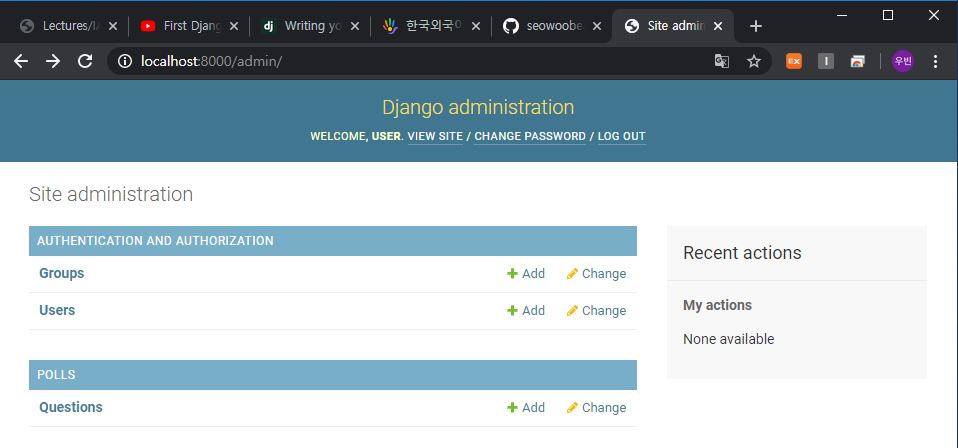 Lectures/I
First Djang
Writing yo
한국외국어
seowoobe
Site admin
localhost:8000/admin/
EX
I
우빈
Django administration
WELCOME, USER. VIEW SITE / CHANGE PASSWORD / LOG OUT
Site administration
AUTHENTICATION AND AUTHORIZATION
Groups Add Change
Users Add Change
POLLS
Questions Add Change
Recent actions
My actions
None available